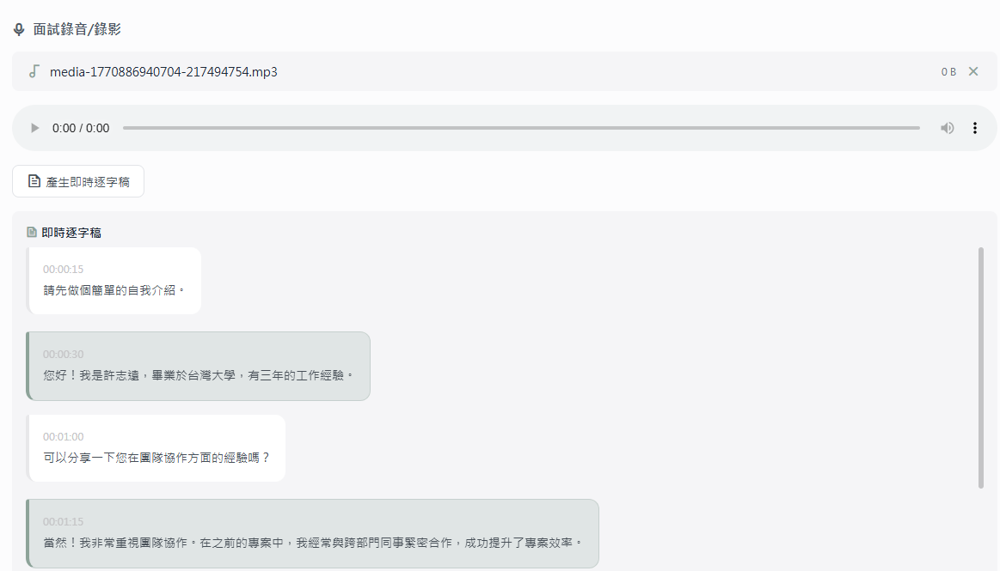 面試錄音/錄影
media-1770886940704-217494754.mp3
0 B
0:00 / 0:00
產生即時逐字稿
即時逐字稿
00:00:15
請先做個簡單的自我介紹。
00:00:30
您好！我是許志遠，畢業於台灣大學，有三年的工作經驗。
00:01:00
可以分享一下您在團隊協作方面的經驗嗎？
00:01:15
當然！我非常重視團隊協作。在之前的專案中，我經常與跨部門同事緊密合作，成功提升了專案效率。